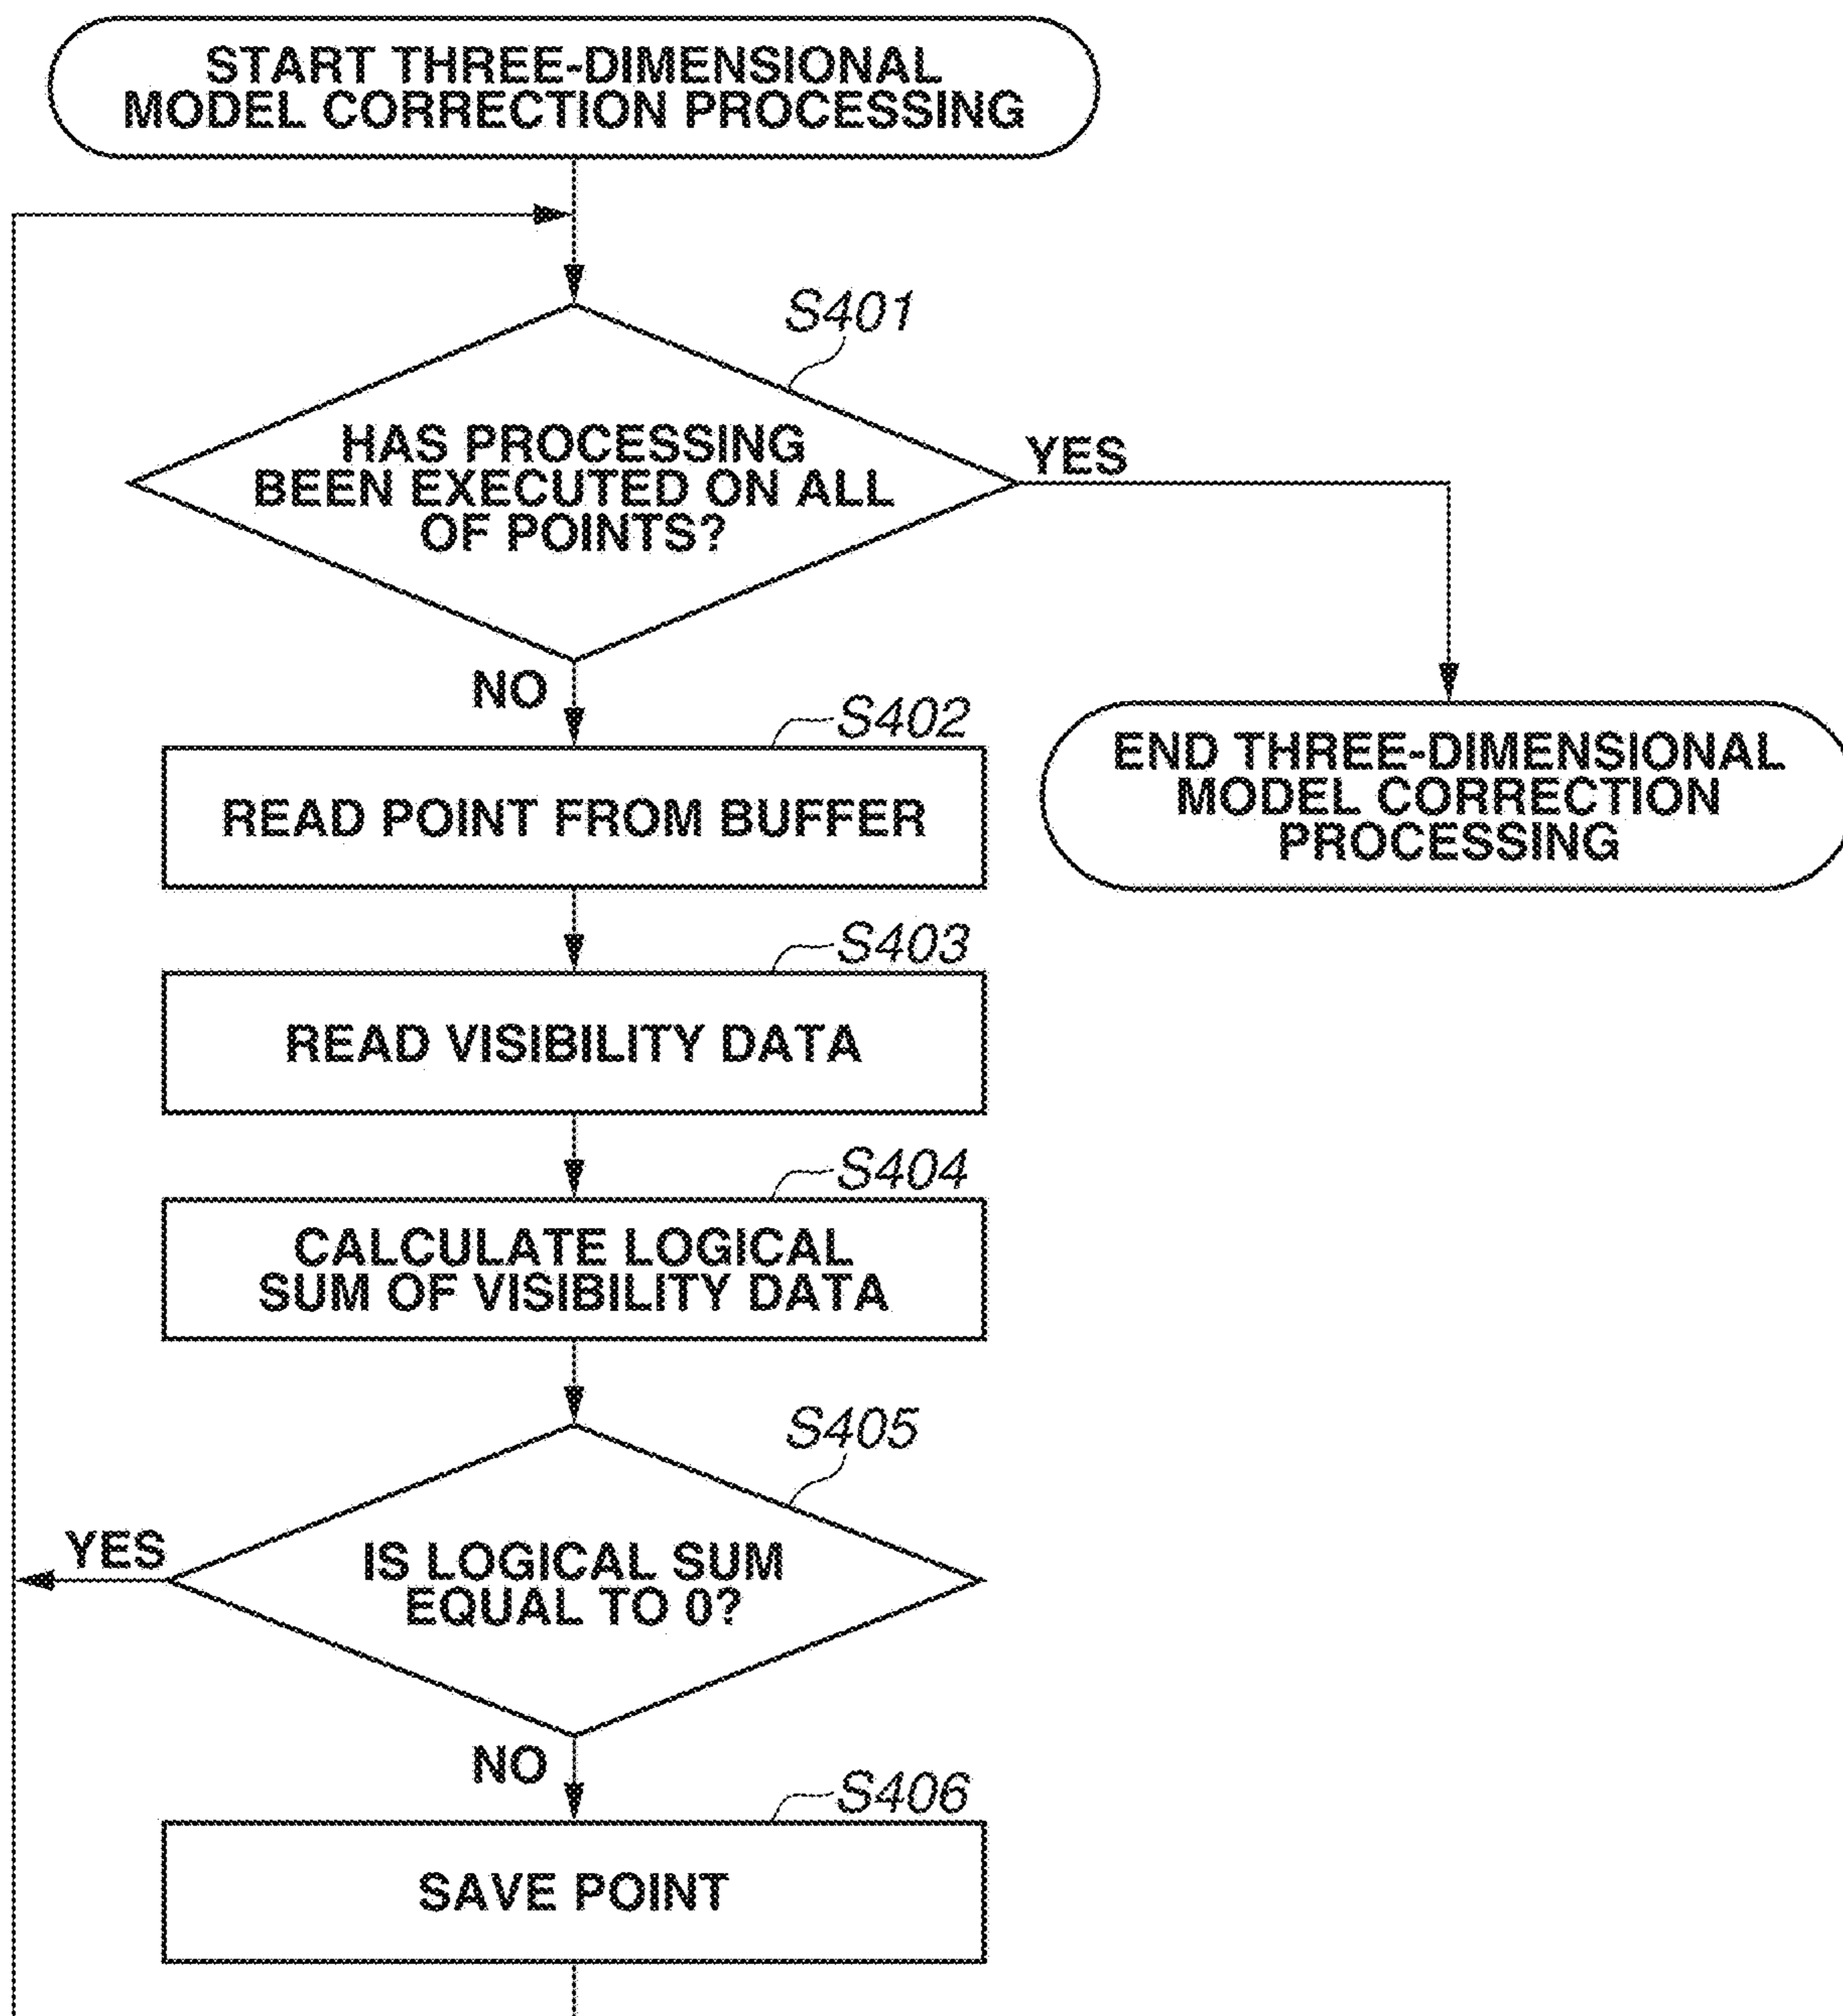 START THREE-DIMENSIONAL
MODEL CORRECTION PROCESSING
S401
HAS PROCESSING
BEEN EXECUTED ON ALL
OF POINTS?
YES
NO
S402
READ POINT FROM BUFFER
END THREE-DIMENSIONAL
MODEL CORRECTION
PROCESSING
S403
READ VISIBILITY DATA
S404
CALCULATE LOGICAL
SUM OF VISIBILITY DATA
S405
YES
IS LOGICAL SUM
EQUAL TO 0?
NO
S406
SAVE POINT